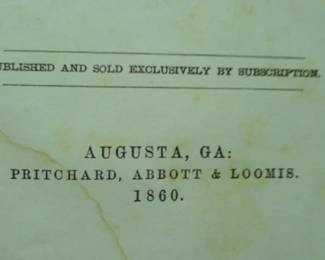 UBLISHED AND SOLD EXCLUSIVELY BY SUBSCRIPTION.
AUGUSTA, GA:
PRITCHARD, ABBOTT & LOOMIS.
1860.